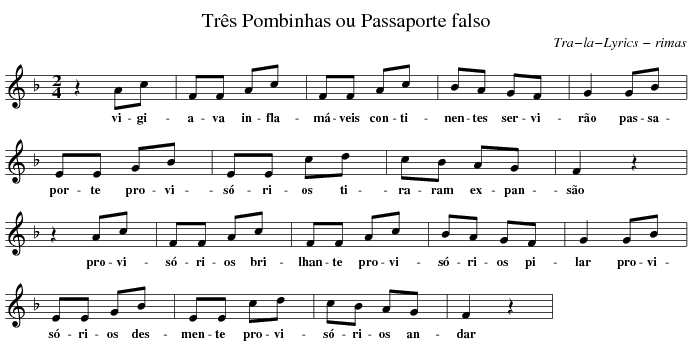 Três Pombinhas ou Passaporte falso
Tra-la-Lyrics - rimas
2
4
vi - gi - a - va in - fla - má - veis con - ti - nen - tes ser - vi - rão pas - sa -
por - te pro - vi - só - ri - os ti - ra - ram ex - pan - são
pro - vi - só - ri - os bri - lhan - te pro - vi - só - ri - os pi - lar pro - vi -
só - ri - os des - men - te pro - vi - só - ri - os an - dar